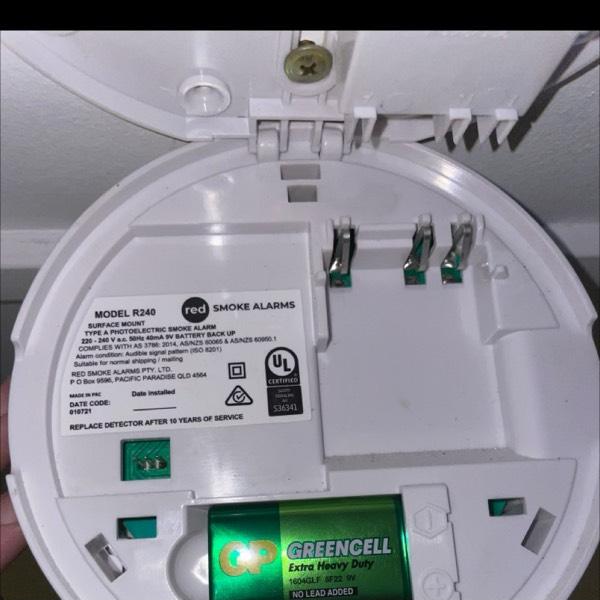 MODEL R240
red SMOKE ALARMS
SURFACE MOUNT
TYPE A PHOTOELECTRIC SMOKE ALARM
220 - 240 V a.c. 50Hz 40mA 9V BATTERY BACK UP
COMPLIES WITH AS 3786: 2014, AS/NZS 60065 & AS/NZS 60950.1
Alarm condition: Audible signal pattern (ISO 8201)
Suitable for normal shipping / mailing
RED SMOKE ALARMS PTY. LTD.
P O Box 9596, PACIFIC PARADISE QLD 4564
UL
CERTIFIED
S36341
MADE IN PRC
Date installed
DATE CODE:
010721
REPLACE DETECTOR AFTER 10 YEARS OF SERVICE
GP GREENCELL
Extra Heavy Duty
1604GLF 6F22 9V
NO LEAD ADDED